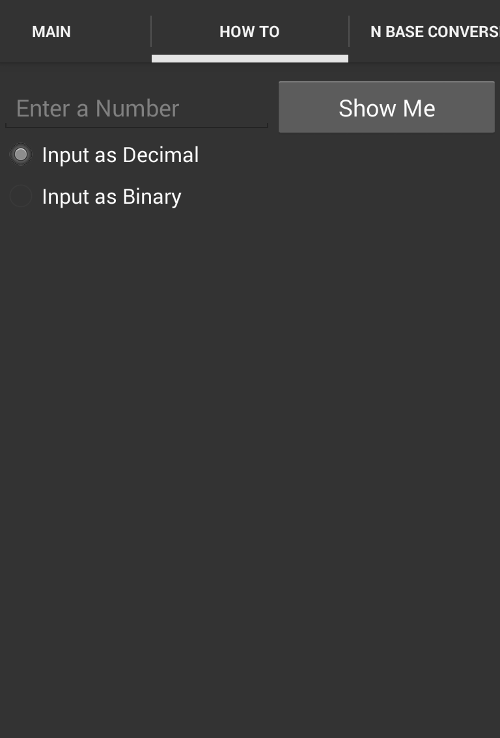 MAIN HOW TO N BASE CONVERS
Enter a Number Show Me
Input as Decimal
Input as Binary